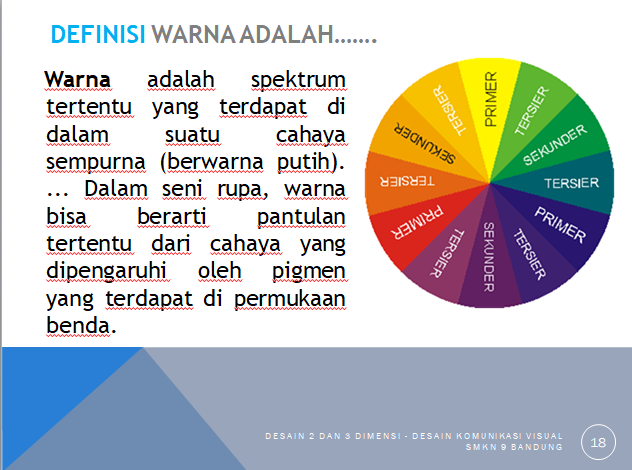 DEFINISI WARNA ADALAH.......
Warna adalah spektrum
tertentu yang terdapat di
dalam suatu cahaya
sempurna (berwarna putih).
... Dalam seni rupa, warna
bisa berarti pantulan
tertentu dari cahaya yang
dipengaruhi oleh pigmen
yang terdapat di permukaan
benda.
PRIMER
TERSIER
SEKUNDER
TERSIER
PRIMER
TERSIER
SEKUNDER
TERSIER
PRIMER
TERSIER
SEKUNDER
TERSIER
DESAIN 2 DAN 3 DIMENSI - DESAIN KOMUNIKASI VISUAL
SMKN 9 BANDUNG
18